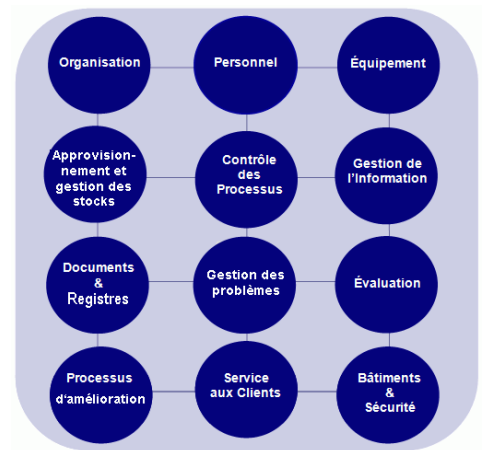 Organisation
Personnel
Équipement
Approvision-
nement et
gestion des
stocks
Contrôle
des
Processus
Gestion de
l'Information
Documents
&
Registres
Gestion des
problèmes
Évaluation
Processus
d'amélioration
Service
aux Clients
Bâtiments
&
Sécurité